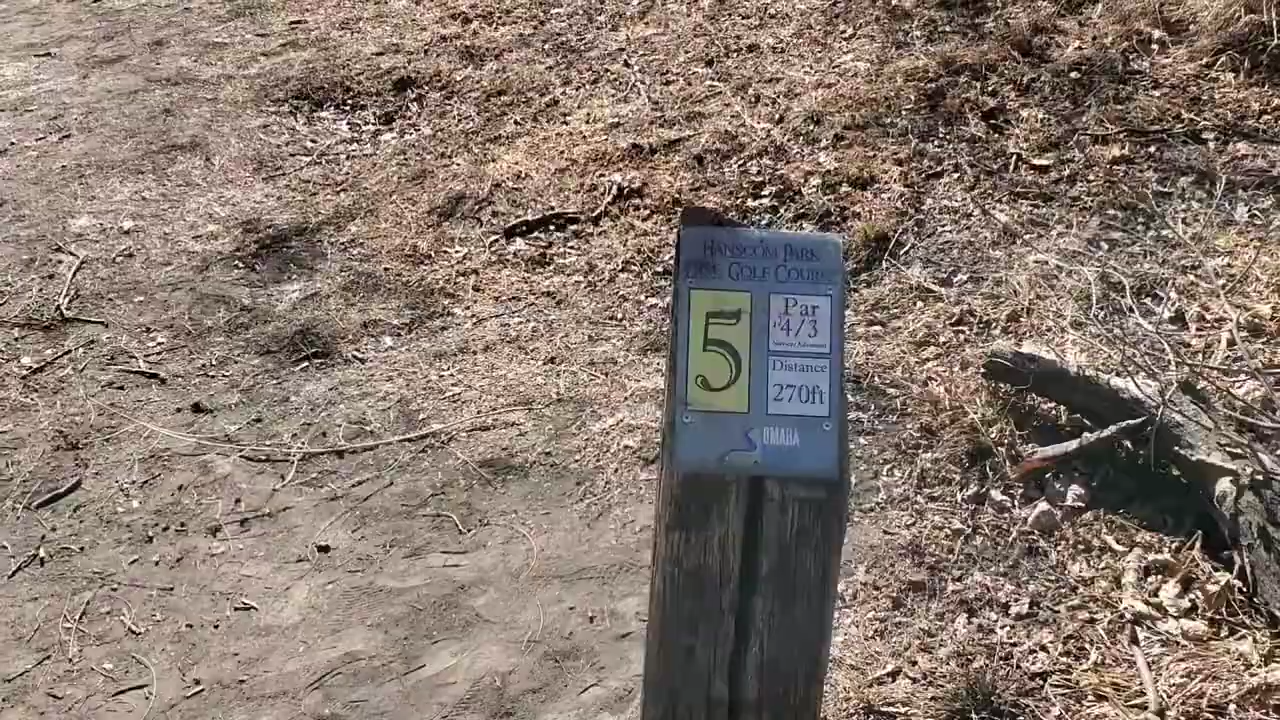 HANSCOM PARK
GOLF COURSE
5
Par
4/3
Distance
270ft
OMAHA